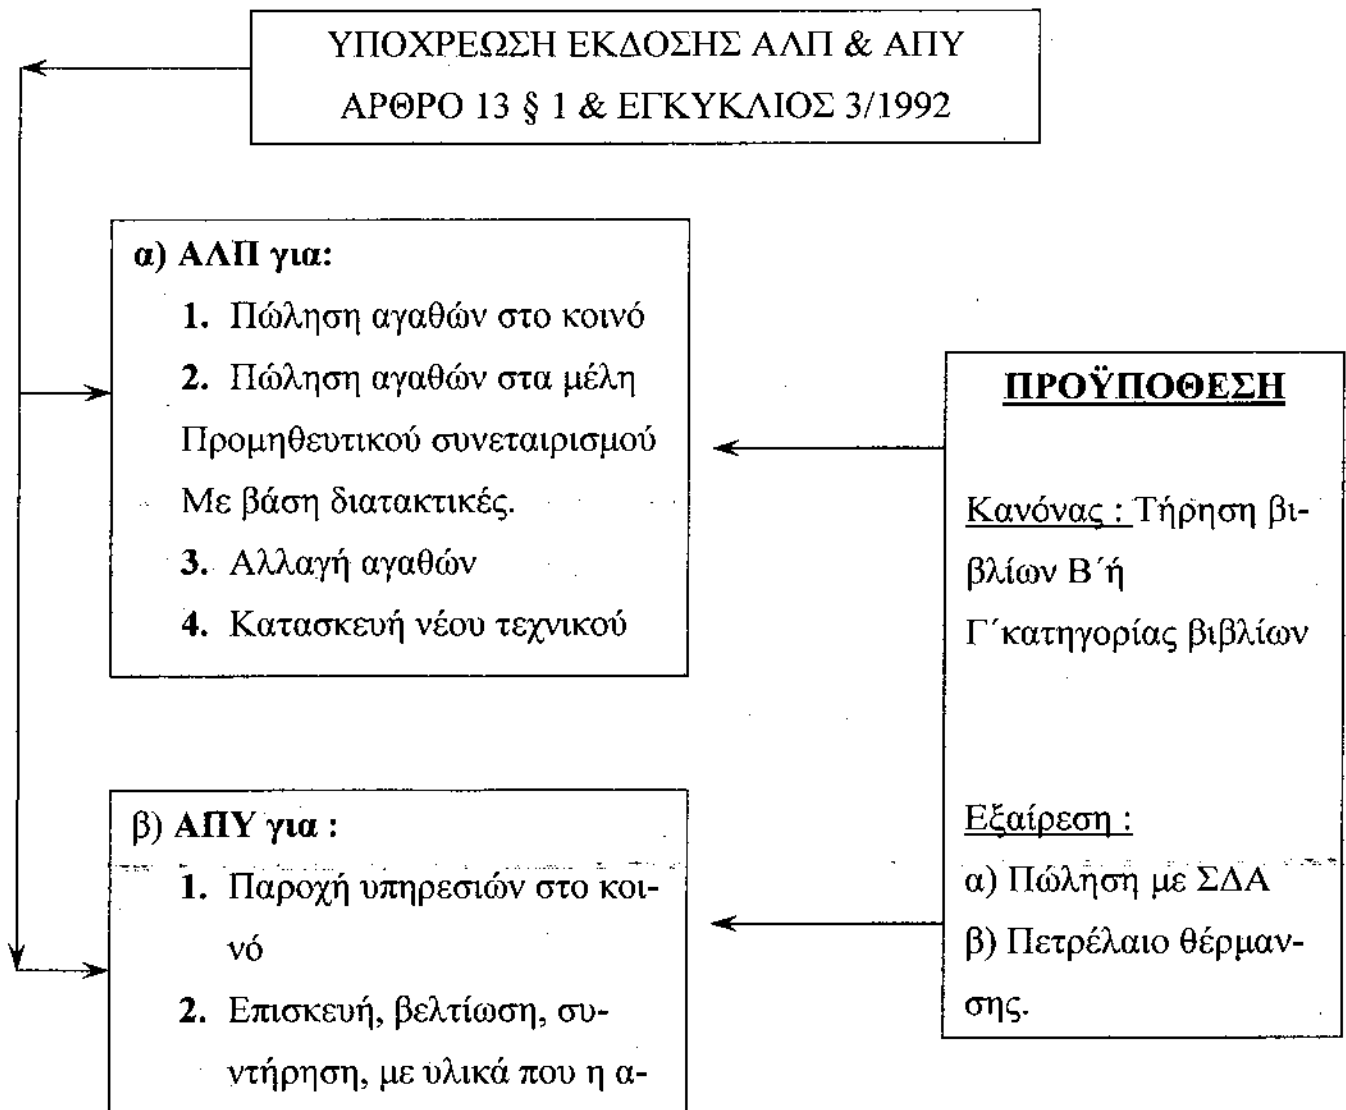 ΥΠΟΧΡΕΩΣΗ ΕΚΔΟΣΗΣ ΑΛΠ & ΑΠΥ
ΑΡΘΡΟ 13 § 1 & ΕΓΚΥΚΛΙΟΣ 3/1992
α) ΑΛΠ για:
1. Πώληση αγαθών στο κοινό
2. Πώληση αγαθών στα μέλη
Προμηθευτικού συνεταιρισμού
Με βάση διατακτικές.
3. Αλλαγή αγαθών
4. Κατασκευή νέου τεχνικού
β) ΑΠΥ για :
1. Παροχή υπηρεσιών στο κοι-
νό
2. Επισκευή, βελτίωση, συ-
ντήρηση, με υλικά που η α-
ΠΡΟΫΠΟΘΕΣΗ
Κανόνας : Τήρηση βι-
βλίων Β΄ή
Γ΄κατηγορίας βιβλίων
Εξαίρεση :
α) Πώληση με ΣΔΑ
β) Πετρέλαιο θέρμαν-
σης.